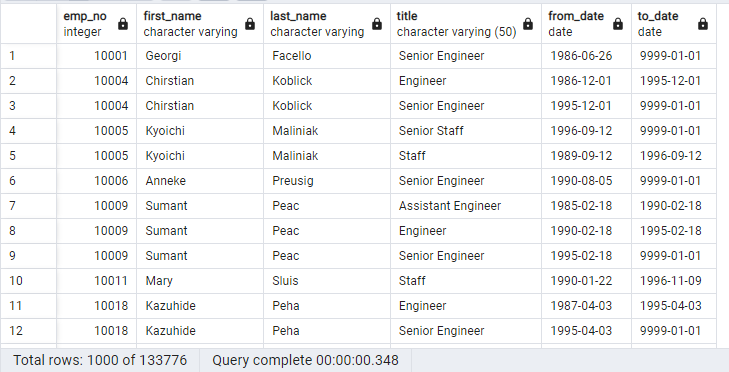 emp_no first_name last_name title from_date to_date
integer character varying character varying character varying (50) date date
1 10001 Georgi Facello Senior Engineer 1986-06-26 9999-01-01
2 10004 Chirstian Koblick Engineer 1986-12-01 1995-12-01
3 10004 Chirstian Koblick Senior Engineer 1995-12-01 9999-01-01
4 10005 Kyoichi Maliniak Senior Staff 1996-09-12 9999-01-01
5 10005 Kyoichi Maliniak Staff 1989-09-12 1996-09-12
6 10006 Anneke Preusig Senior Engineer 1990-08-05 9999-01-01
7 10009 Sumant Peac Assistant Engineer 1985-02-18 1990-02-18
8 10009 Sumant Peac Engineer 1990-02-18 1995-02-18
9 10009 Sumant Peac Senior Engineer 1995-02-18 9999-01-01
10 10011 Mary Sluis Staff 1990-01-22 1996-11-09
11 10018 Kazuhide Peha Engineer 1987-04-03 1995-04-03
12 10018 Kazuhide Peha Senior Engineer 1995-04-03 9999-01-01
Total rows: 1000 of 133776 Query complete 00:00:00.348